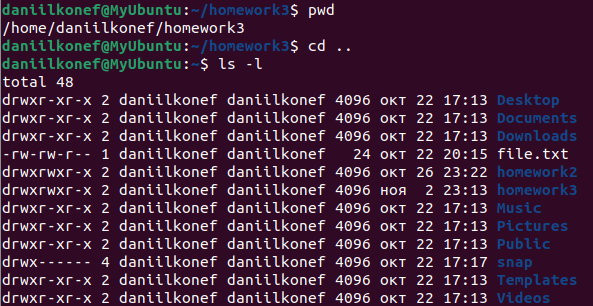 daniilkonef@MyUbuntu:~/homework3$ pwd
/home/daniilkonef/homework3
daniilkonef@MyUbuntu:~/homework3$ cd ..
daniilkonef@MyUbuntu:~$ ls -l
total 48
drwxr-xr-x 2 daniilkonef daniilkonef 4096 окт 22 17:13 Desktop
drwxr-xr-x 2 daniilkonef daniilkonef 4096 окт 22 17:13 Documents
drwxr-xr-x 2 daniilkonef daniilkonef 4096 окт 22 17:13 Downloads
-rw-rw-r-- 1 daniilkonef daniilkonef   24 окт 22 20:15 file.txt
drwxrwxr-x 2 daniilkonef daniilkonef 4096 окт 26 23:22 homework2
drwxrwxr-x 2 daniilkonef daniilkonef 4096 ноя  2 23:13 homework3
drwxr-xr-x 2 daniilkonef daniilkonef 4096 окт 22 17:13 Music
drwxr-xr-x 2 daniilkonef daniilkonef 4096 окт 22 17:13 Pictures
drwxr-xr-x 2 daniilkonef daniilkonef 4096 окт 22 17:13 Public
drwx------ 4 daniilkonef daniilkonef 4096 окт 22 17:17 snap
drwxr-xr-x 2 daniilkonef daniilkonef 4096 окт 22 17:13 Templates
drwxr-xr-x 2 daniilkonef daniilkonef 4096 окт 22 17:13 Videos